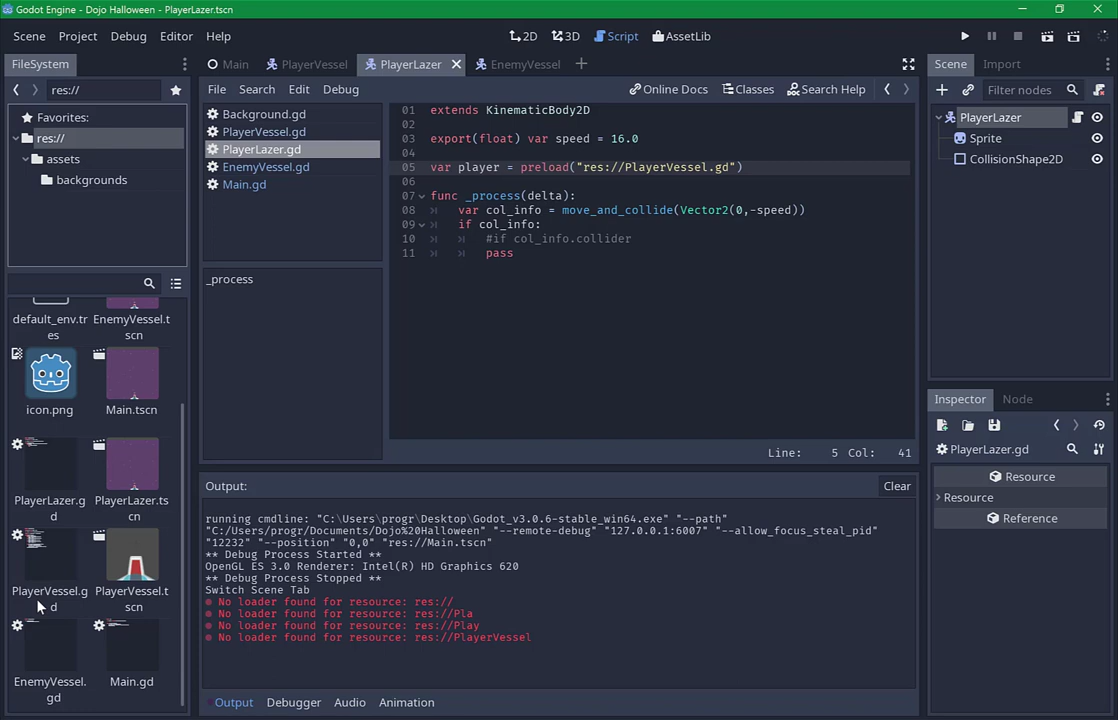 Godot Engine - Dojo Halloween - PlayerLazer.tscn
Scene Project Debug Editor Help
2D 3D Script AssetLib
FileSystem
res://
Favorites:
res://
assets
backgrounds
default_env.t
res
EnemyVessel.t
scn
icon.png
Main.tscn
PlayerLazer.g
d
PlayerLazer.ts
cn
PlayerVessel.g
d
PlayerVessel.t
scn
EnemyVessel.
gd
Main.gd
Main PlayerVessel PlayerLazer EnemyVessel
File Search Edit Debug
Online Docs Classes Search Help
Background.gd
PlayerVessel.gd
PlayerLazer.gd
EnemyVessel.gd
Main.gd
_process
01 extends KinematicBody2D
02
03 export(float) var speed = 16.0
04
05 var player = preload("res://PlayerVessel.gd")
06
07 func _process(delta):
08 var col_info = move_and_collide(Vector2(0,-speed))
09 if col_info:
10 #if col_info.collider
11 pass
Line: 5 Col: 41
Output:
Clear
running cmdline: "C:\Users\progr\Desktop\Godot_v3.0.6-stable_win64.exe" "--path"
"C:/Users/progr/Documents/Dojo%20Halloween" "--remote-debug" "127.0.0.1:6007" "--allow_focus_steal_pid"
"12232" "--position" "0,0" "res://Main.tscn"
** Debug Process Started **
OpenGL ES 3.0 Renderer: Intel(R) HD Graphics 620
** Debug Process Stopped **
Switch Scene Tab
No loader found for resource: res://
No loader found for resource: res://Pla
No loader found for resource: res://Play
No loader found for resource: res://PlayerVessel
Output Debugger Audio Animation
Scene Import
Filter nodes
PlayerLazer
Sprite
CollisionShape2D
Inspector Node
PlayerLazer.gd
Resource
Resource
Reference